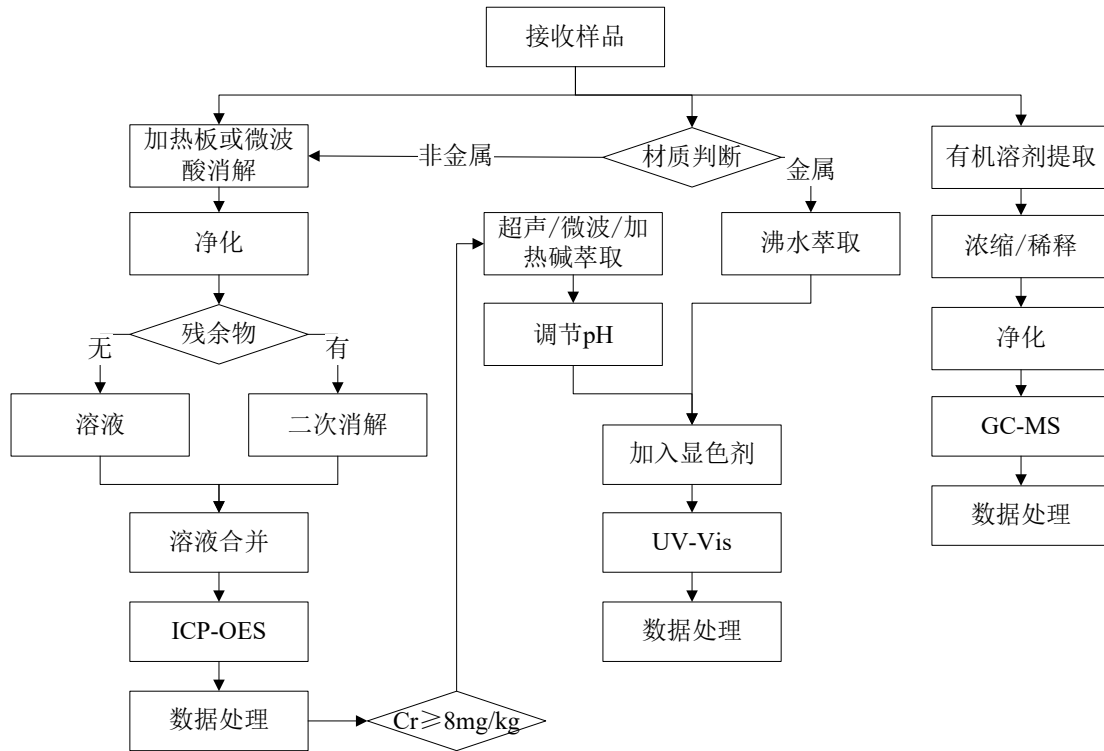 接收样品
加热板或微波
酸消解
非金属
材质判断
有机溶剂提取
金属
净化
超声/微波/加
热碱萃取
沸水萃取
浓缩/稀释
残余物
调节pH
净化
无
有
溶液
二次消解
GC-MS
加入显色剂
数据处理
溶液合并
UV-Vis
ICP-OES
数据处理
数据处理
Cr≥8mg/kg